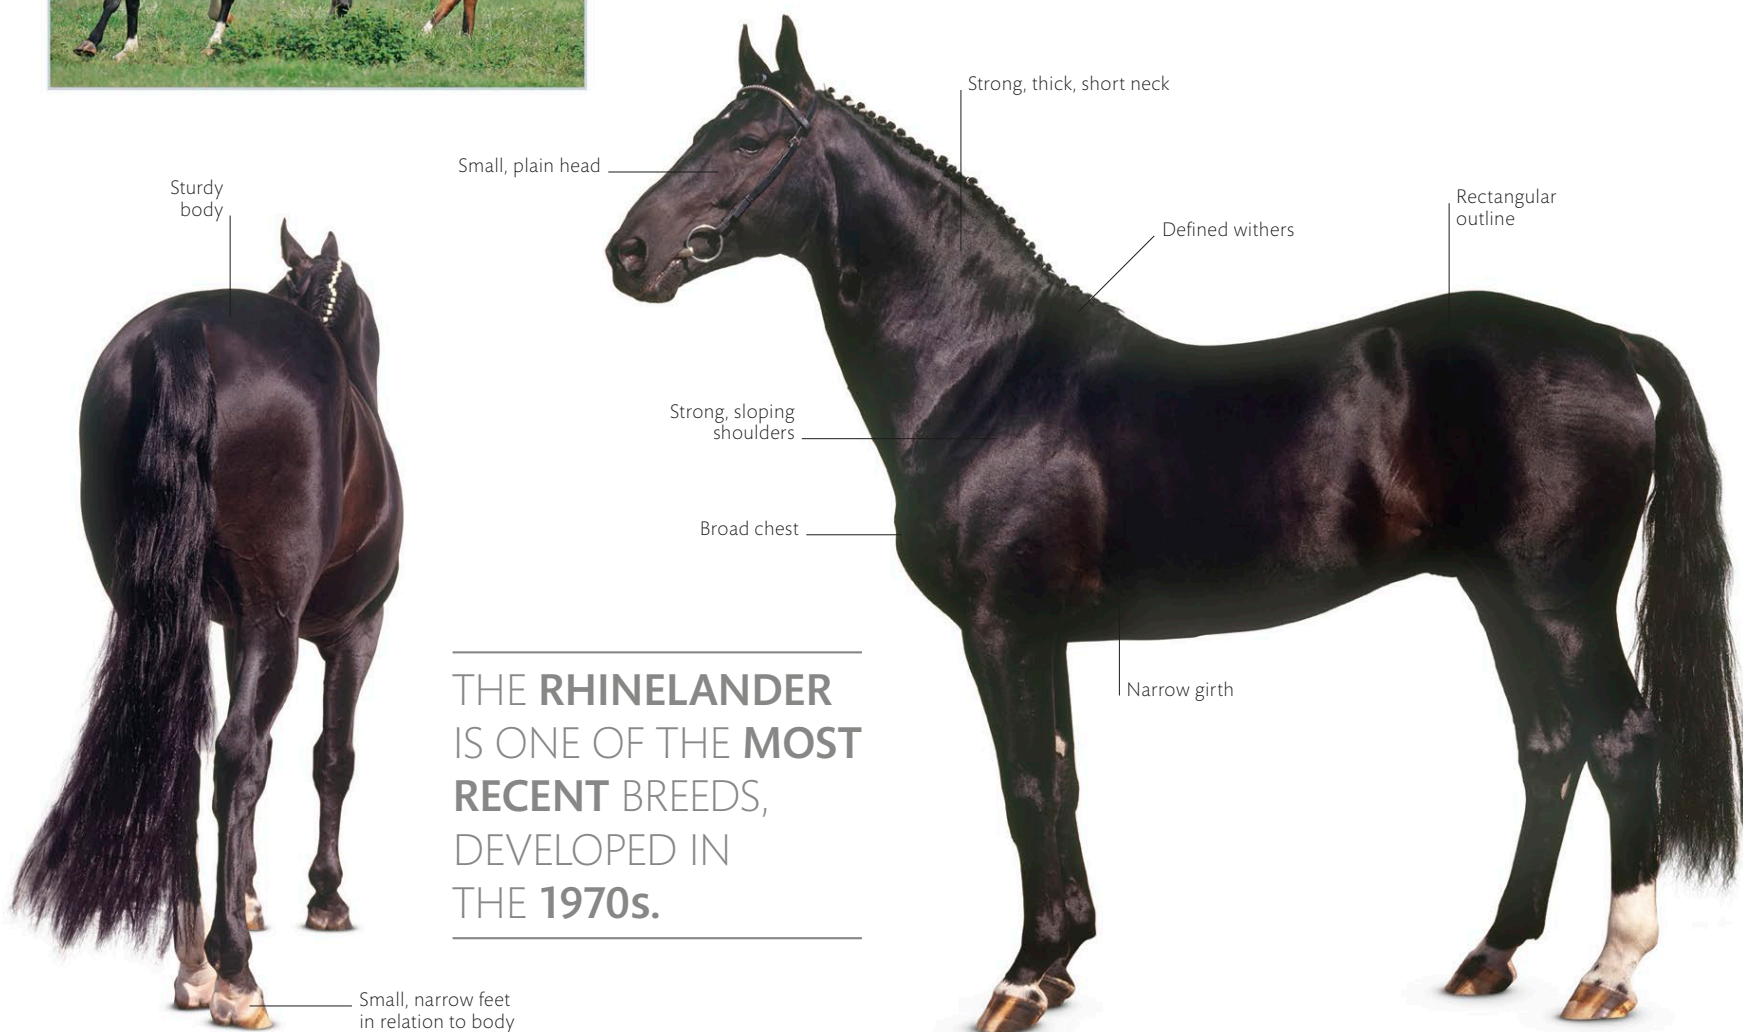 Strong, thick, short neck
Small, plain head
Sturdy
body
Rectangular
outline
Defined withers
Strong, sloping
shoulders
Broad chest
Narrow girth
THE RHINELANDER
IS ONE OF THE MOST
RECENT BREEDS,
DEVELOPED IN
THE 1970s.
Small, narrow feet
in relation to body